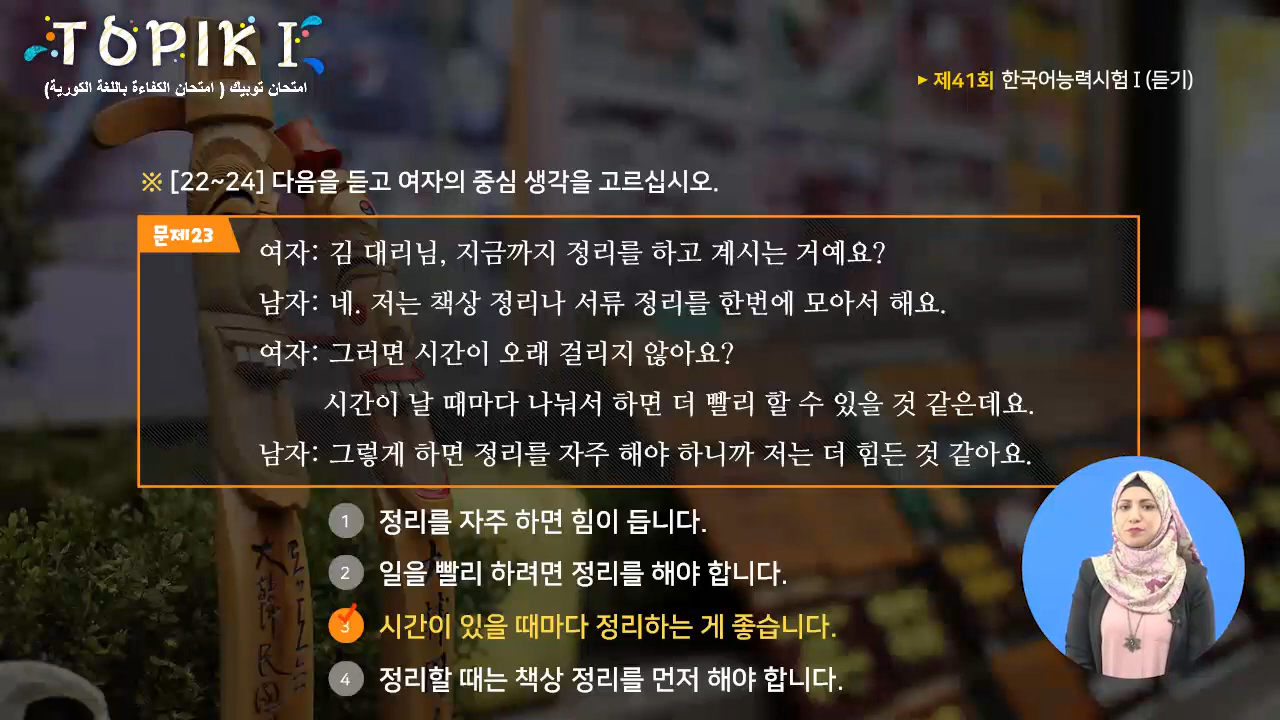 TOPIK I
امتحان توبيك ( امتحان الكفاءة باللغة الكورية)
▸ 제41회 한국어능력시험 I (듣기)
※ [22~24] 다음을 듣고 여자의 중심 생각을 고르십시오.
문제23
여자: 김 대리님, 지금까지 정리를 하고 계시는 거예요?
남자: 네. 저는 책상 정리나 서류 정리를 한번에 모아서 해요.
여자: 그러면 시간이 오래 걸리지 않아요?
시간이 날 때마다 나눠서 하면 더 빨리 할 수 있을 것 같은데요.
남자: 그렇게 하면 정리를 자주 해야 하니까 저는 더 힘든 것 같아요.
1 정리를 자주 하면 힘이 듭니다.
2 일을 빨리 하려면 정리를 해야 합니다.
3 시간이 있을 때마다 정리하는 게 좋습니다.
4 정리할 때는 책상 정리를 먼저 해야 합니다.